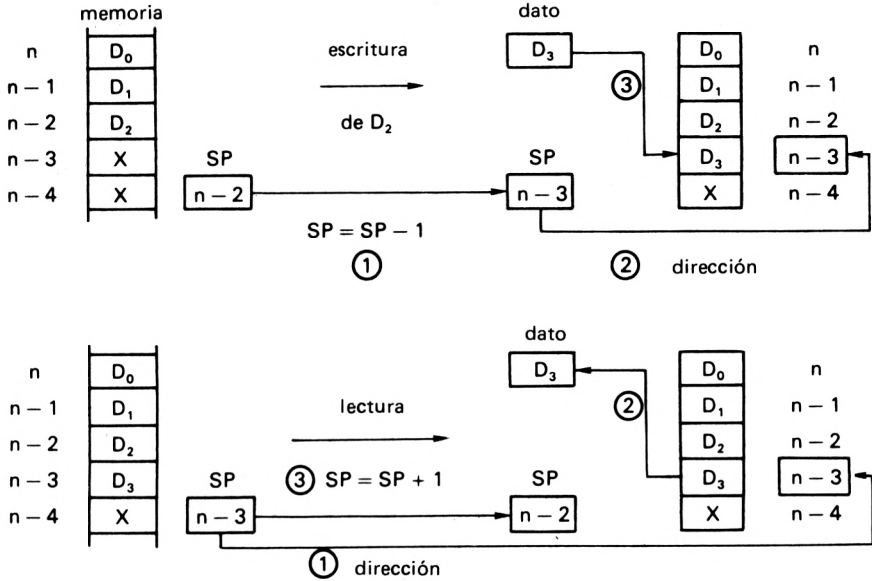 memoria dato
n D₀ escritura D₃ D₀ n
n − 1 D₁ ③ D₁ n − 1
n − 2 D₂ de D₂ D₂ n − 2
n − 3 X SP SP D₃ n − 3
n − 4 X n − 2 n − 3 X n − 4
SP = SP − 1
① ② dirección
dato
n D₀ D₃ D₀ n
n − 1 D₁ lectura ② D₁ n − 1
n − 2 D₂ D₂ n − 2
n − 3 D₃ SP ③ SP = SP + 1 SP D₃ n − 3
n − 4 X n − 3 n − 2 X n − 4
① dirección